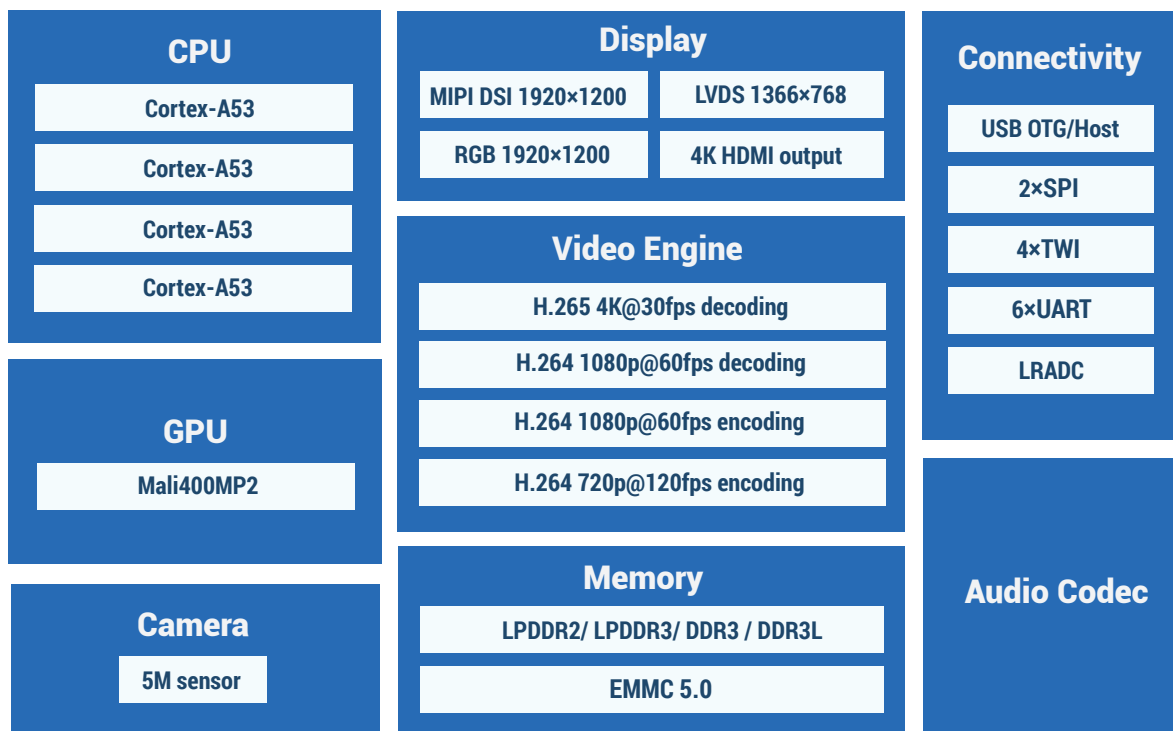 CPU
Cortex-A53
Cortex-A53
Cortex-A53
Cortex-A53
GPU
Mali400MP2
Camera
5M sensor
Display
MIPI DSI 1920×1200
LVDS 1366×768
RGB 1920×1200
4K HDMI output
Video Engine
H.265 4K@30fps decoding
H.264 1080p@60fps decoding
H.264 1080p@60fps encoding
H.264 720p@120fps encoding
Memory
LPDDR2/ LPDDR3/ DDR3 / DDR3L
EMMC 5.0
Connectivity
USB OTG/Host
2×SPI
4×TWI
6×UART
LRADC
Audio Codec